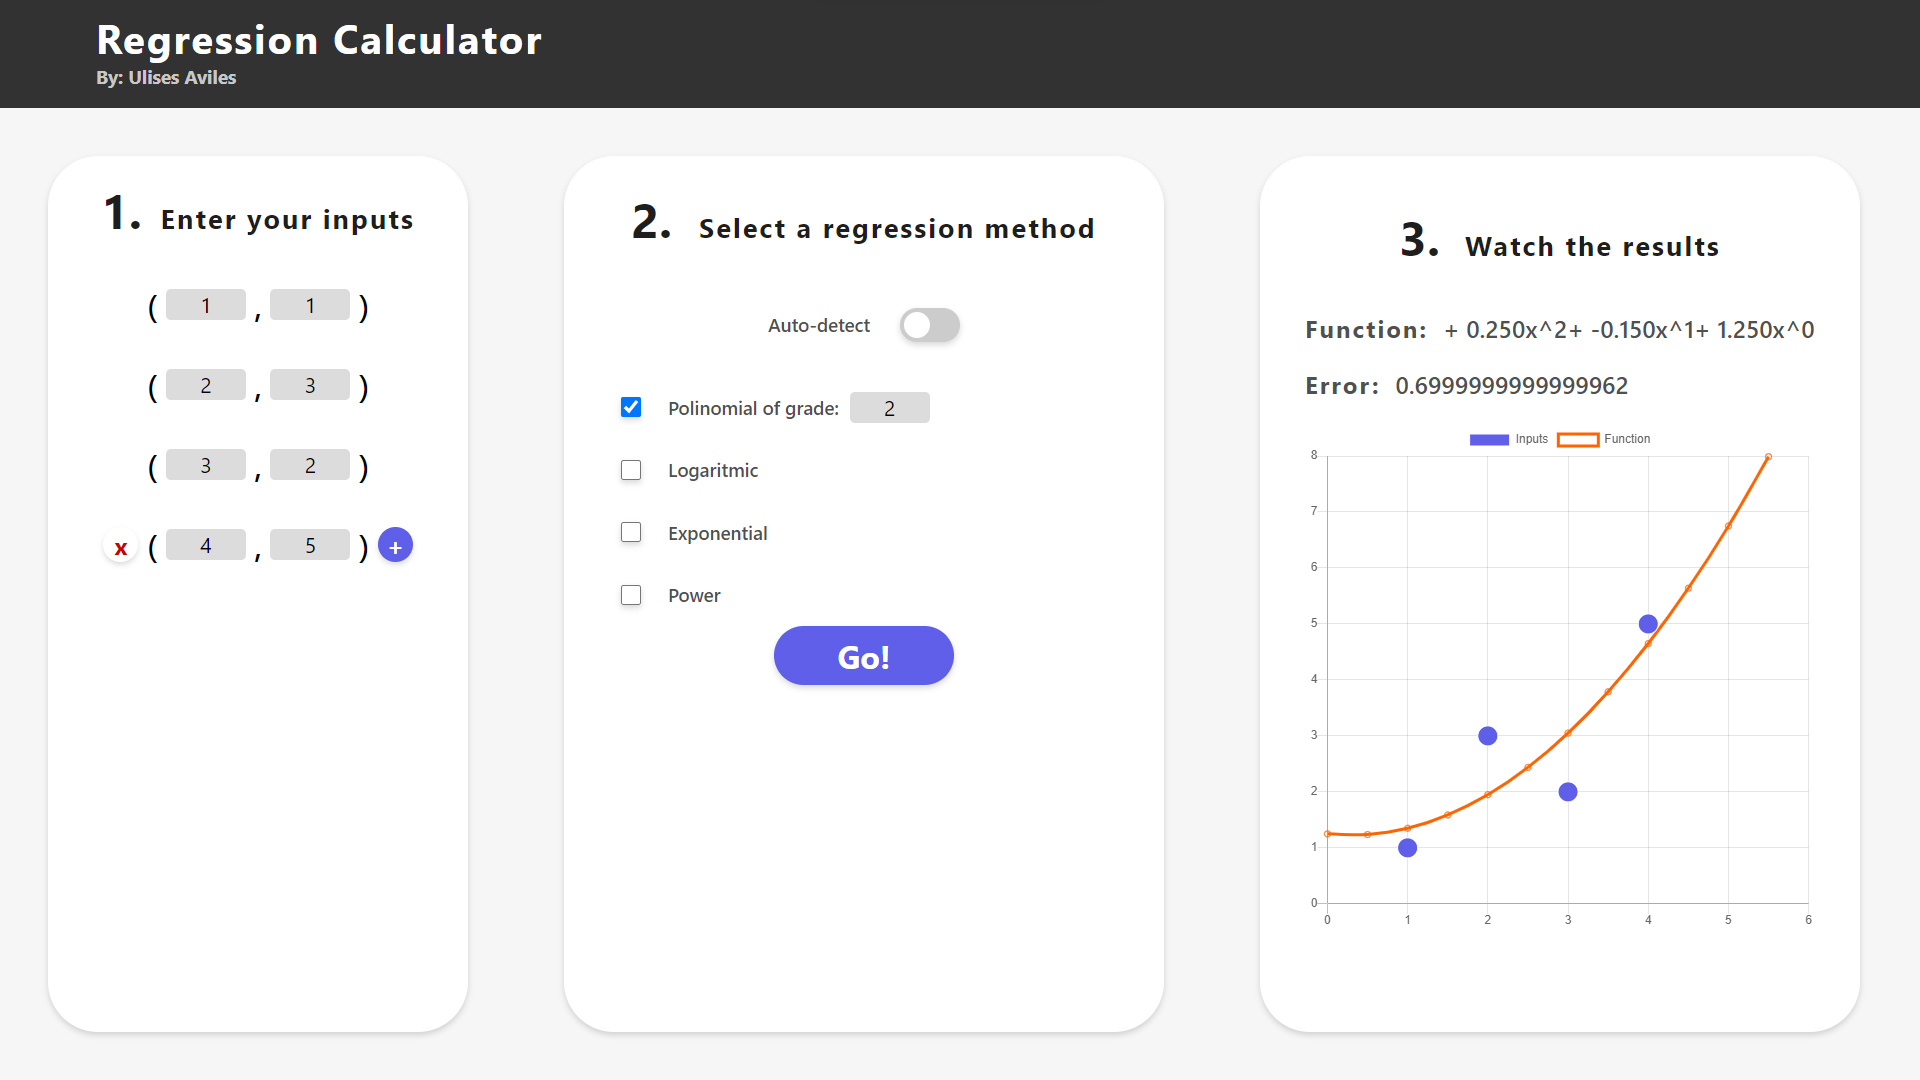 Regression Calculator
By: Ulises Aviles
1. Enter your inputs
( 1 , 1 )
( 2 , 3 )
( 3 , 2 )
x ( 4 , 5 ) +
2. Select a regression method
Auto-detect
Polinomial of grade: 2
Logaritmic
Exponential
Power
Go!
3. Watch the results
Function: + 0.250x^2+ -0.150x^1+ 1.250x^0
Error: 0.6999999999999962
Inputs Function
8
7
6
5
4
3
2
1
0
0 1 2 3 4 5 6